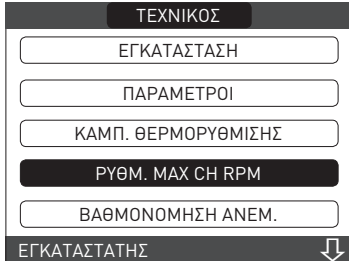 ΤΕΧΝΙΚΟΣ
ΕΓΚΑΤΑΣΤΑΣΗ
ΠΑΡΑΜΕΤΡΟΙ
ΚΑΜΠ. ΘΕΡΜΟΡΥΘΜΙΣΗΣ
ΡΥΘΜ. MAX CH RPM
ΒΑΘΜΟΝΟΜΗΣΗ ΑΝΕΜ.
ΕΓΚΑΤΑΣΤΑΤΗΣ